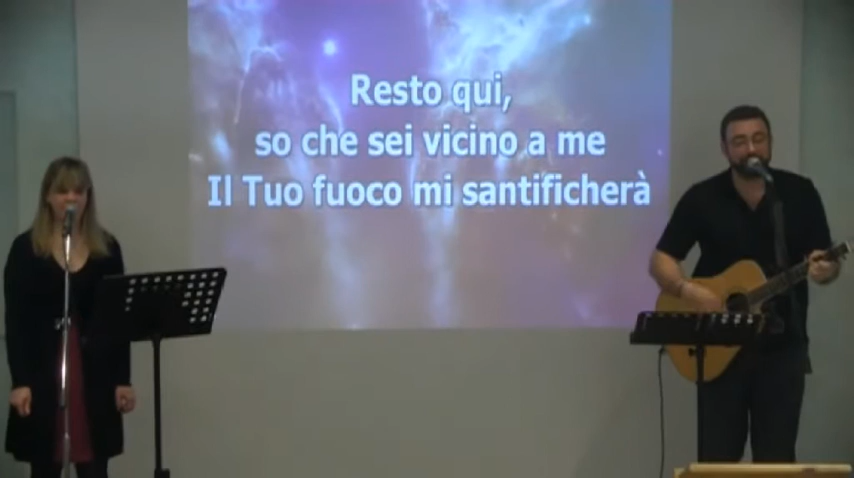 Resto qui,
so che sei vicino a me
Il Tuo fuoco mi santificherà